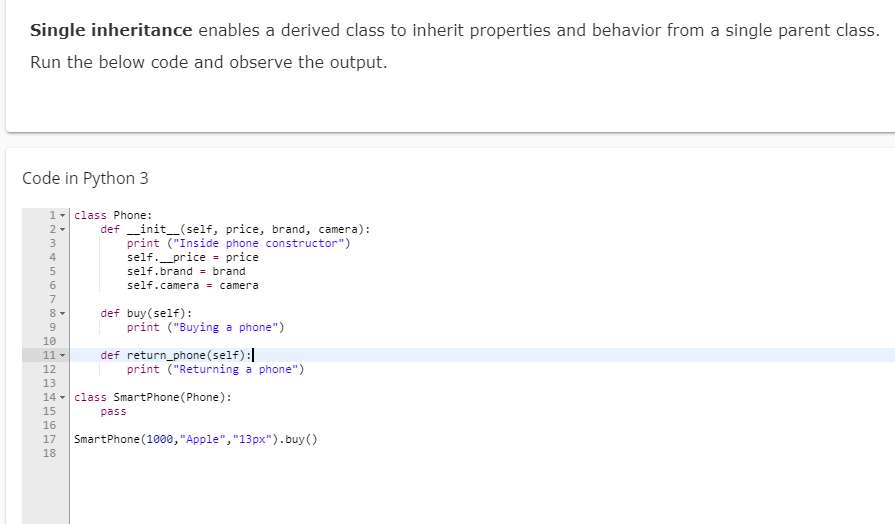 Single inheritance enables a derived class to inherit properties and behavior from a single parent class.
Run the below code and observe the output.
Code in Python 3
1 class Phone:
2     def __init__(self, price, brand, camera):
3         print ("Inside phone constructor")
4         self.__price = price
5         self.brand = brand
6         self.camera = camera
7
8     def buy(self):
9         print ("Buying a phone")
10
11     def return_phone(self):
12         print ("Returning a phone")
13
14 class SmartPhone(Phone):
15     pass
16
17 SmartPhone(1000,"Apple","13px").buy()
18